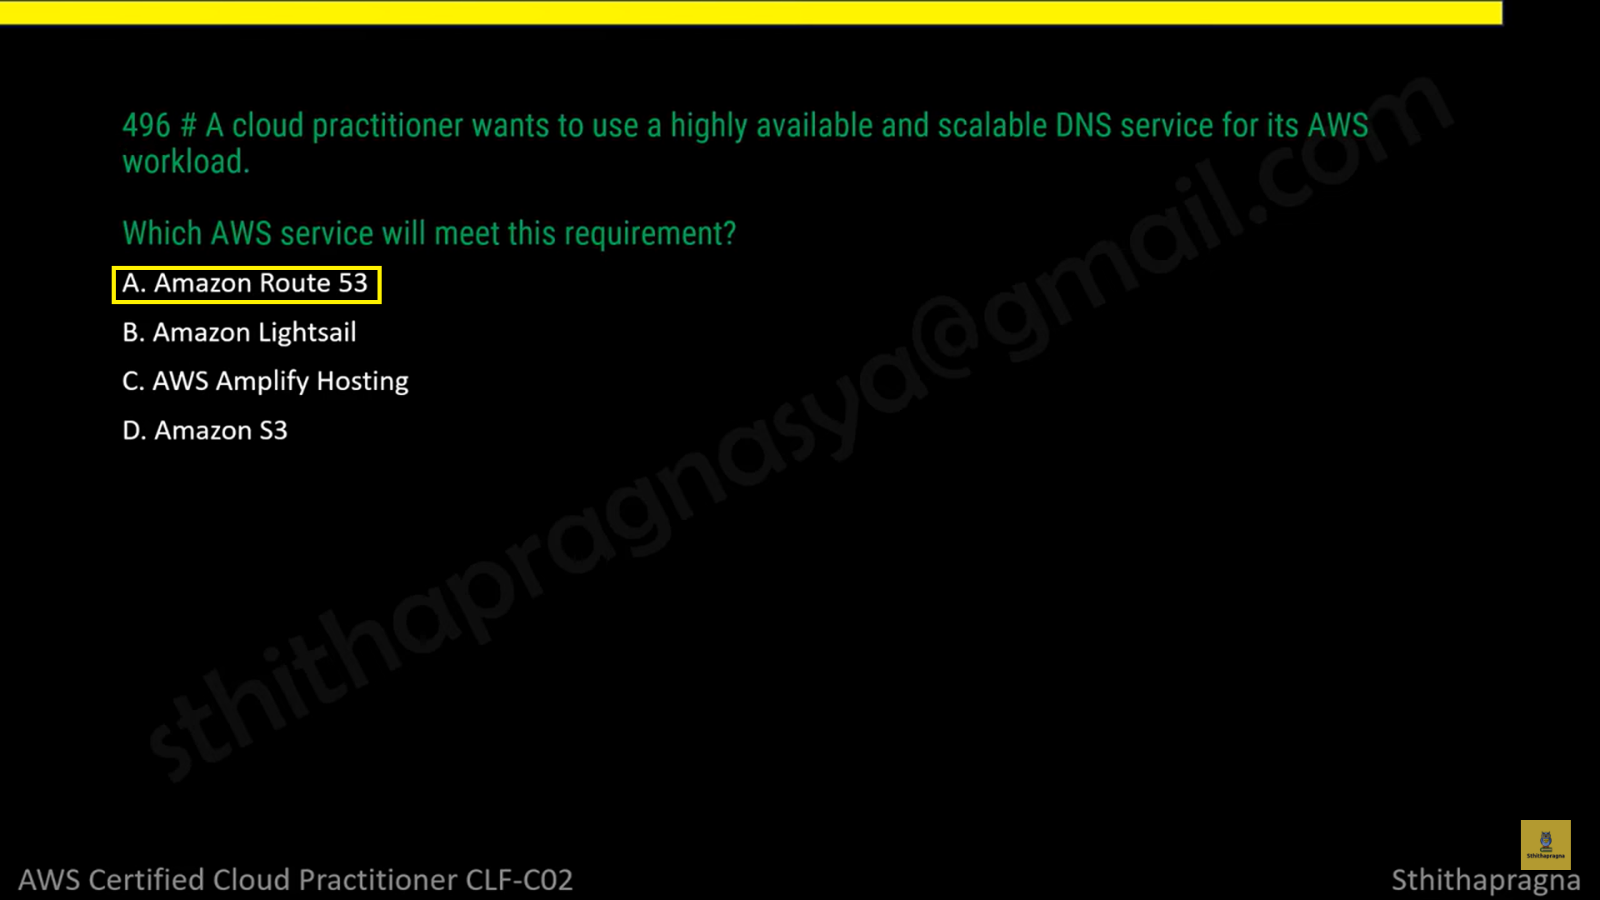 496 # A cloud practitioner wants to use a highly available and scalable DNS service for its AWS
workload.
Which AWS service will meet this requirement?
A. Amazon Route 53
B. Amazon Lightsail
C. AWS Amplify Hosting
D. Amazon S3
sthithapragnasya@gmail.com
Sthithapragna
AWS Certified Cloud Practitioner CLF-C02
Sthithapragna